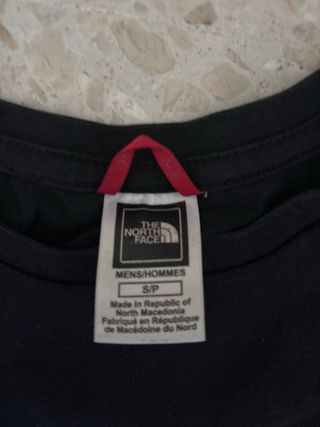 THE
NORTH
FACE
MENS/HOMMES
S/P
Made in Republic of
North Macedonia
Fabriqué en République
de Macédoine du Nord